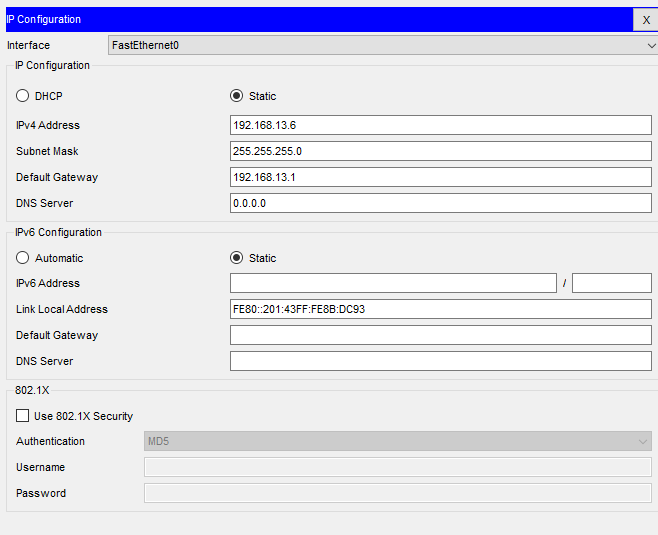 IP Configuration X
Interface FastEthernet0
IP Configuration
DHCP Static
IPv4 Address 192.168.13.6
Subnet Mask 255.255.255.0
Default Gateway 192.168.13.1
DNS Server 0.0.0.0
IPv6 Configuration
Automatic Static
IPv6 Address /
Link Local Address FE80::201:43FF:FE8B:DC93
Default Gateway
DNS Server
802.1X
Use 802.1X Security
Authentication MD5
Username
Password